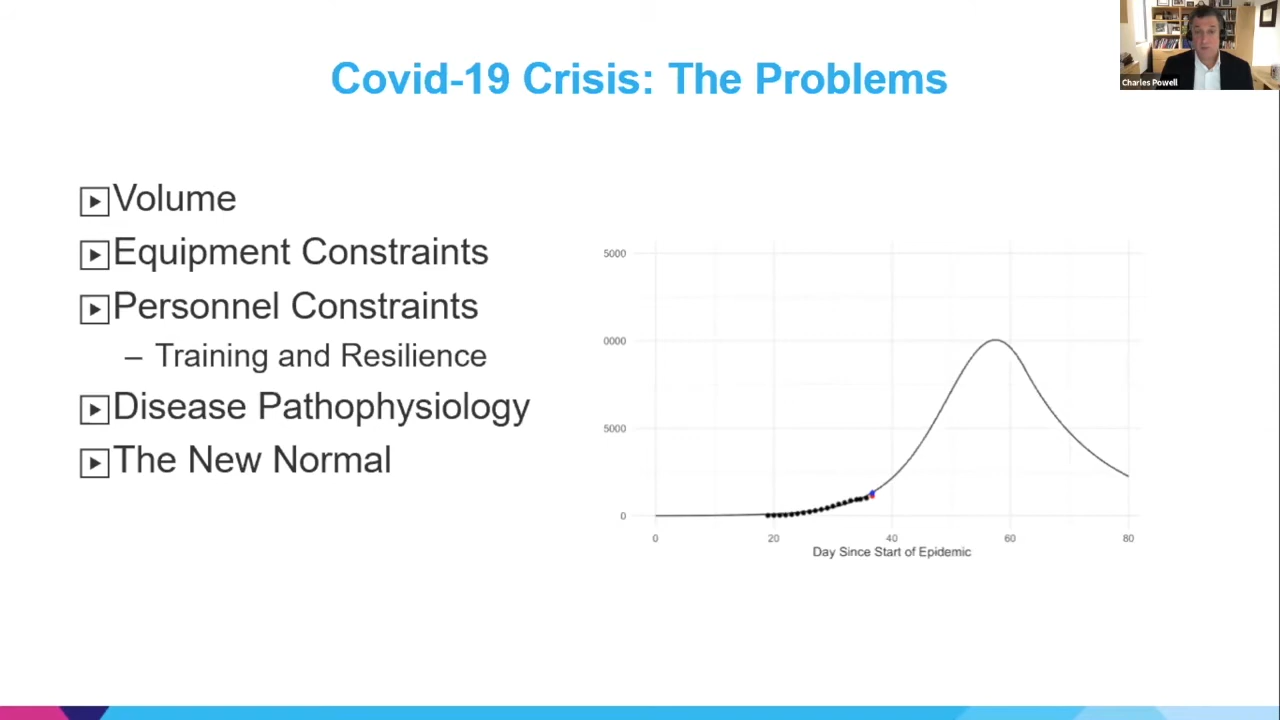 Covid-19 Crisis: The Problems
Charles Powell
Volume
Equipment Constraints
Personnel Constraints
– Training and Resilience
Disease Pathophysiology
The New Normal
5000
0000
5000
0
0 20 40 60 80
Day Since Start of Epidemic